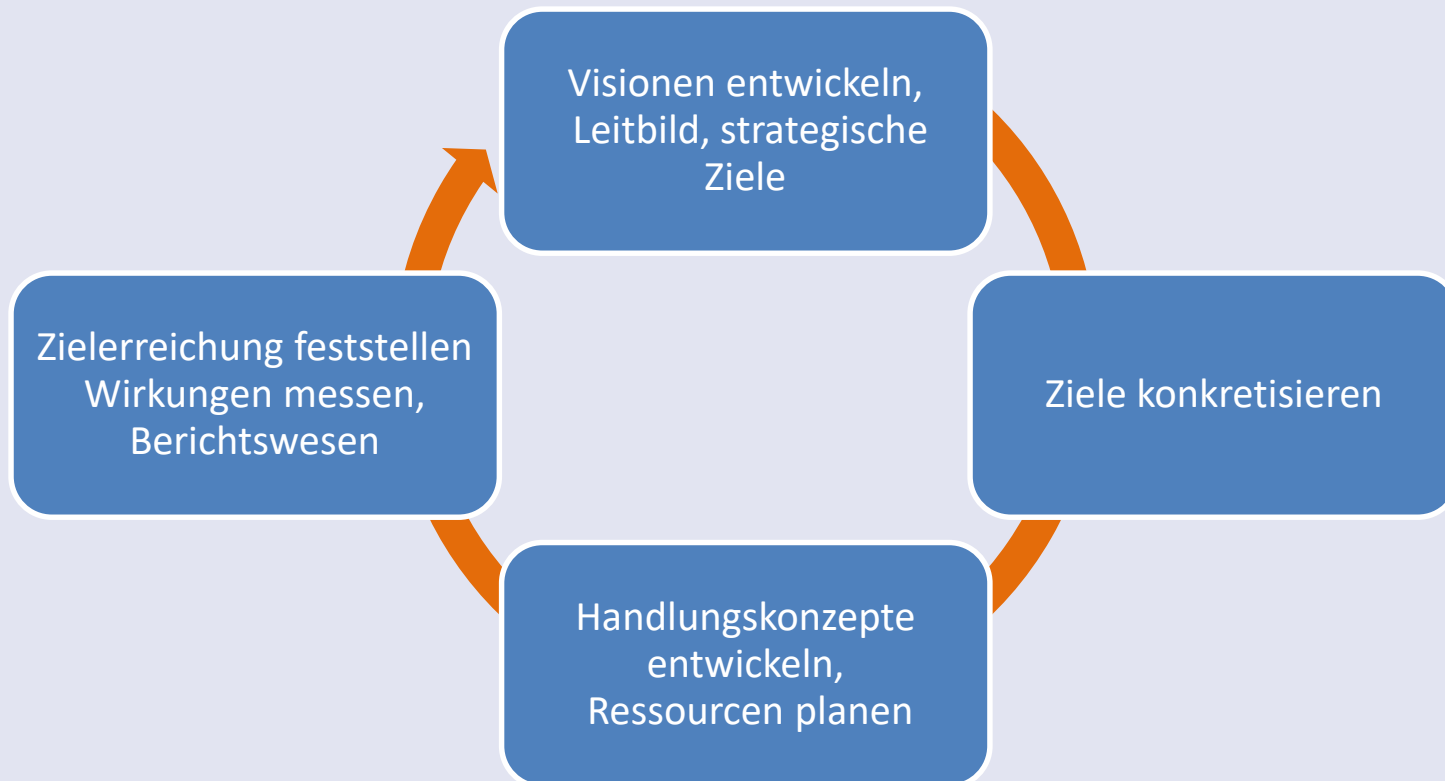 Visionen entwickeln,
Leitbild, strategische
Ziele
Ziele konkretisieren
Handlungskonzepte
entwickeln,
Ressourcen planen
Zielerreichung feststellen
Wirkungen messen,
Berichtswesen